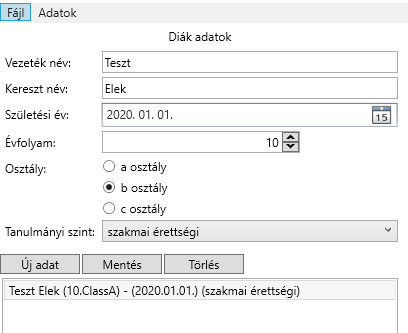 Fájl Adatok
Diák adatok
Vezeték név: Teszt
Kereszt név: Elek
Születési év: 2020. 01. 01. 15
Évfolyam: 10
Osztály: a osztály
b osztály
c osztály
Tanulmányi szint: szakmai érettségi
Új adat Mentés Törlés
Teszt Elek (10.ClassA) - (2020.01.01.) (szakmai érettségi)